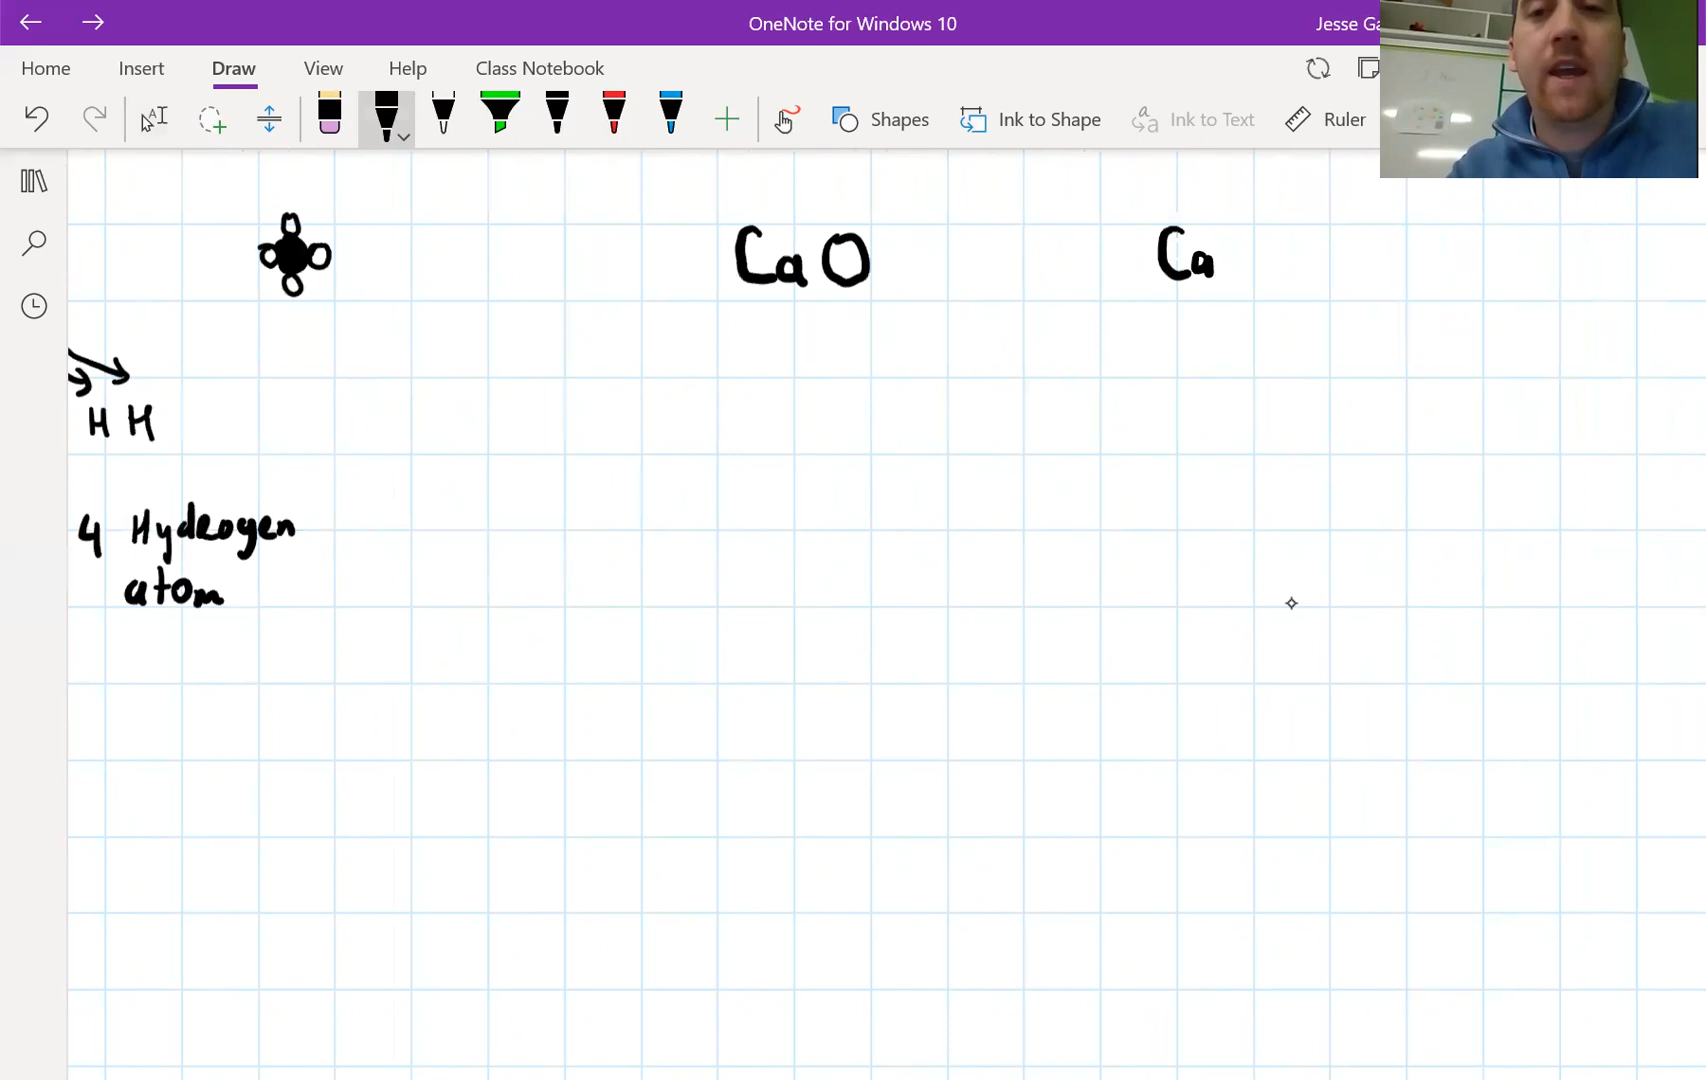 OneNote for Windows 10
Jesse Ga
Home Insert Draw View Help Class Notebook
Shapes Ink to Shape Ink to Text Ruler
CaO Ca
H H
4 Hydrogen
atom